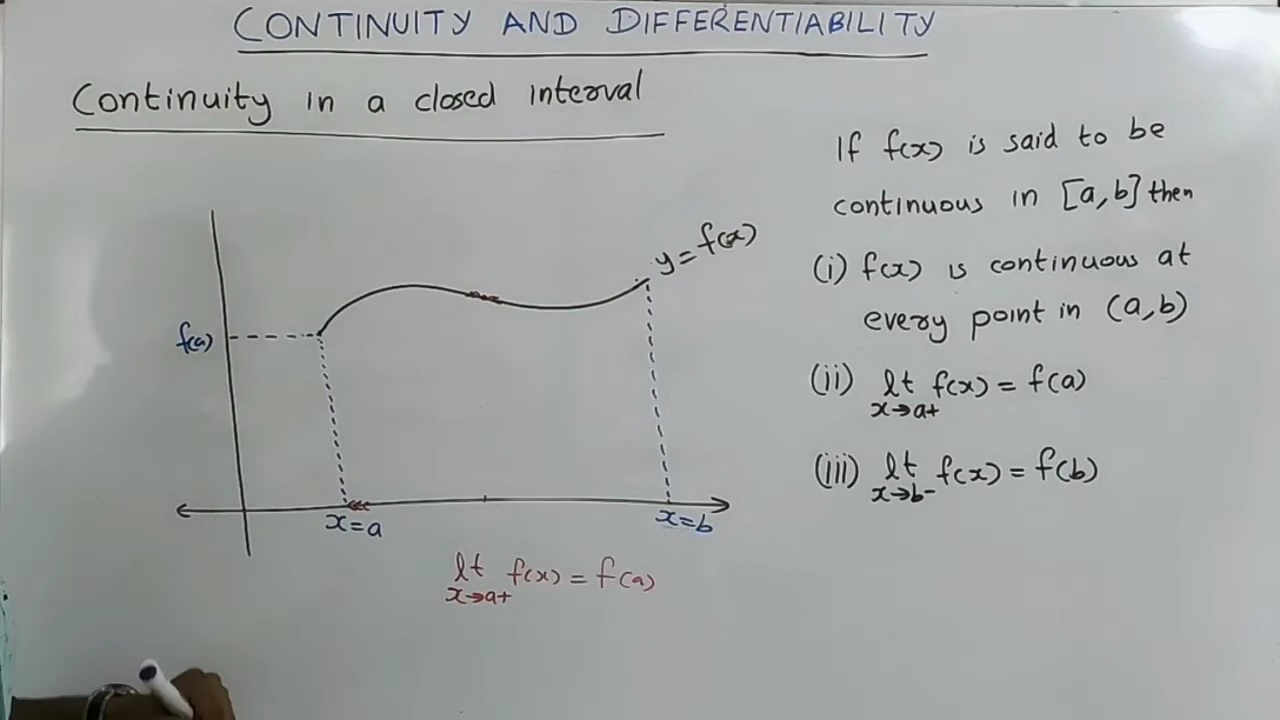 CONTINUITY AND DIFFERENTIABILITY
Continuity in a closed interval
If f(x) is said to be
continuous in [a,b] then
(i) f(x) is continuous at
every point in (a,b)
(ii) lt f(x) = f(a)
x→a+
(iii) lt f(x) = f(b)
x→b-
y = f(x)
f(a)
x=a
x=b
lt f(x) = f(a)
x→a+